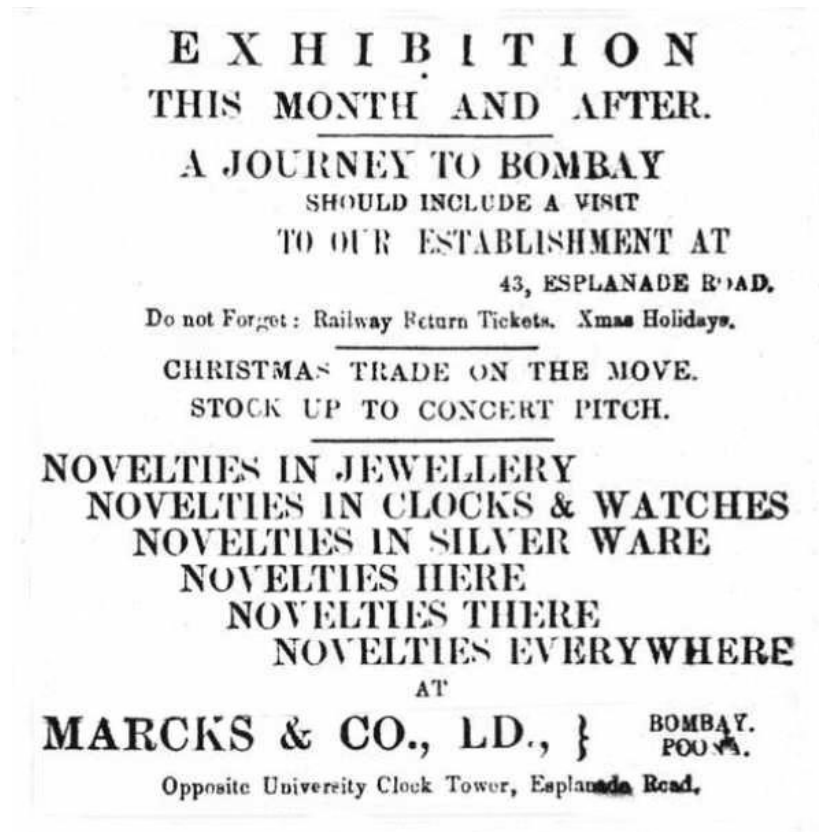 EXHIBITION
THIS MONTH AND AFTER.
A JOURNEY TO BOMBAY
SHOULD INCLUDE A VISIT
TO OUR ESTABLISHMENT AT
43, ESPLANADE ROAD.
Do not Forget: Railway Return Tickets. Xmas Holidays.
CHRISTMAS TRADE ON THE MOVE.
STOCK UP TO CONCERT PITCH.
NOVELTIES IN JEWELLERY
NOVELTIES IN CLOCKS & WATCHES
NOVELTIES IN SILVER WARE
NOVELTIES HERE
NOVELTIES THERE
NOVELTIES EVERYWHERE
AT
MARCKS & CO., LD., } BOMBAY.
POONA.
Opposite University Clock Tower, Esplanade Road.